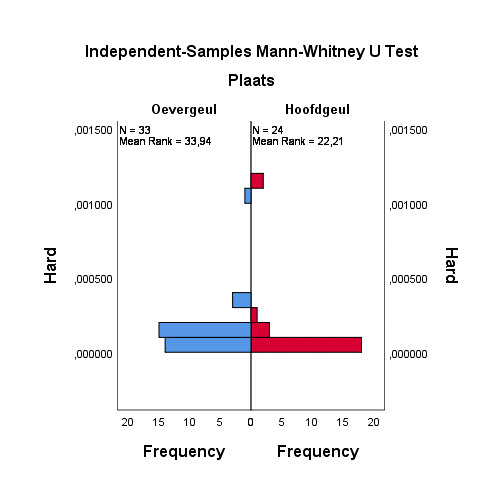 Independent-Samples Mann-Whitney U Test
Plaats
Oevergeul Hoofdgeul
N = 33 N = 24
Mean Rank = 33,94 Mean Rank = 22,21
,001500 ,001500
,001000 ,001000
Hard Hard
,000500 ,000500
,000000 ,000000
20 15 10 5 0 5 10 15 20
Frequency Frequency